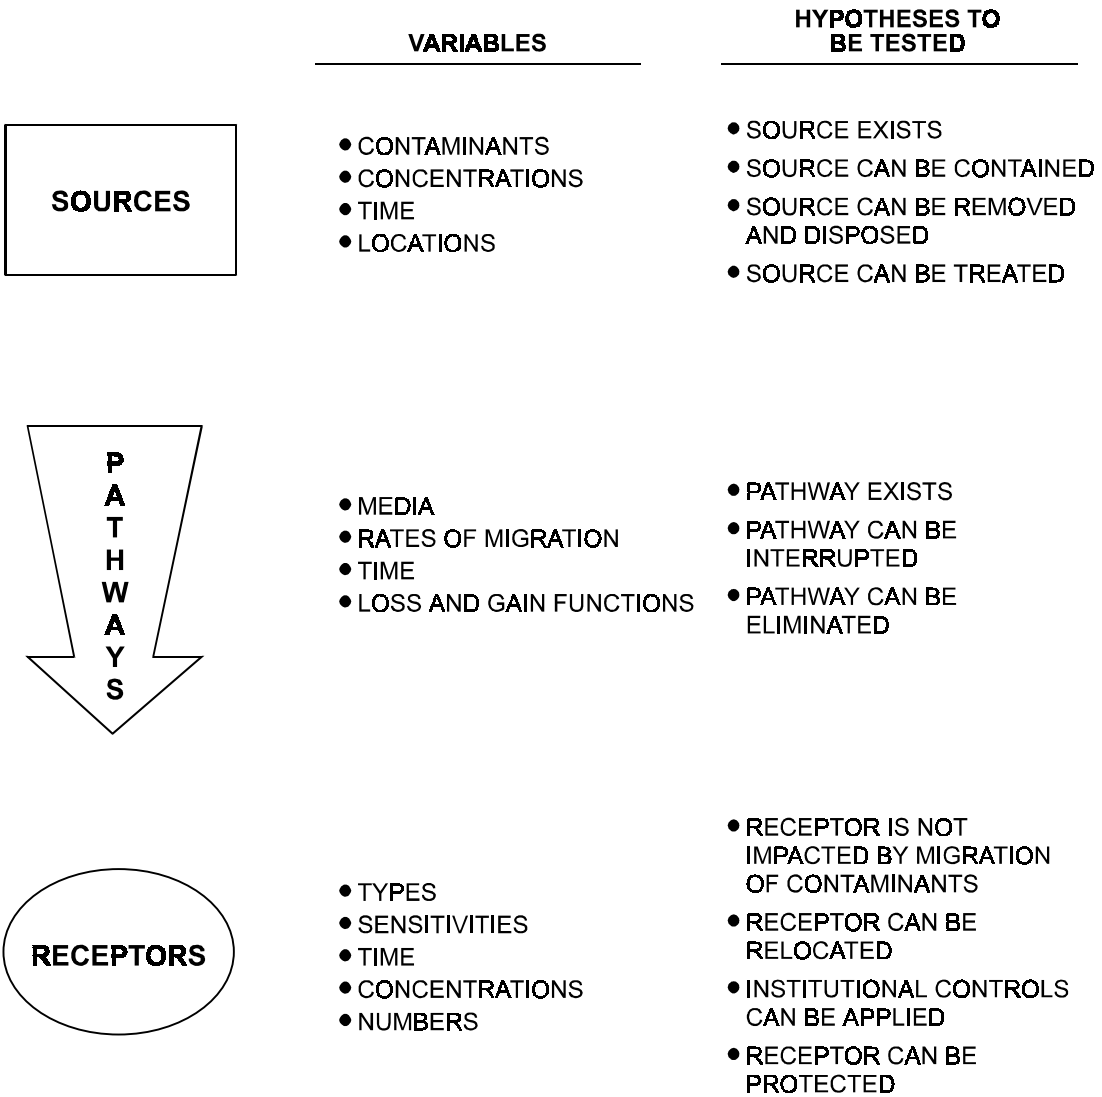 VARIABLES
HYPOTHESES TO
BE TESTED
SOURCES
• CONTAMINANTS
• CONCENTRATIONS
• TIME
• LOCATIONS
• SOURCE EXISTS
• SOURCE CAN BE CONTAINED
• SOURCE CAN BE REMOVED
AND DISPOSED
• SOURCE CAN BE TREATED
PATHWAYS
• MEDIA
• RATES OF MIGRATION
• TIME
• LOSS AND GAIN FUNCTIONS
• PATHWAY EXISTS
• PATHWAY CAN BE
INTERRUPTED
• PATHWAY CAN BE
ELIMINATED
RECEPTORS
• TYPES
• SENSITIVITIES
• TIME
• CONCENTRATIONS
• NUMBERS
• RECEPTOR IS NOT
IMPACTED BY MIGRATION
OF CONTAMINANTS
• RECEPTOR CAN BE
RELOCATED
• INSTITUTIONAL CONTROLS
CAN BE APPLIED
• RECEPTOR CAN BE
PROTECTED